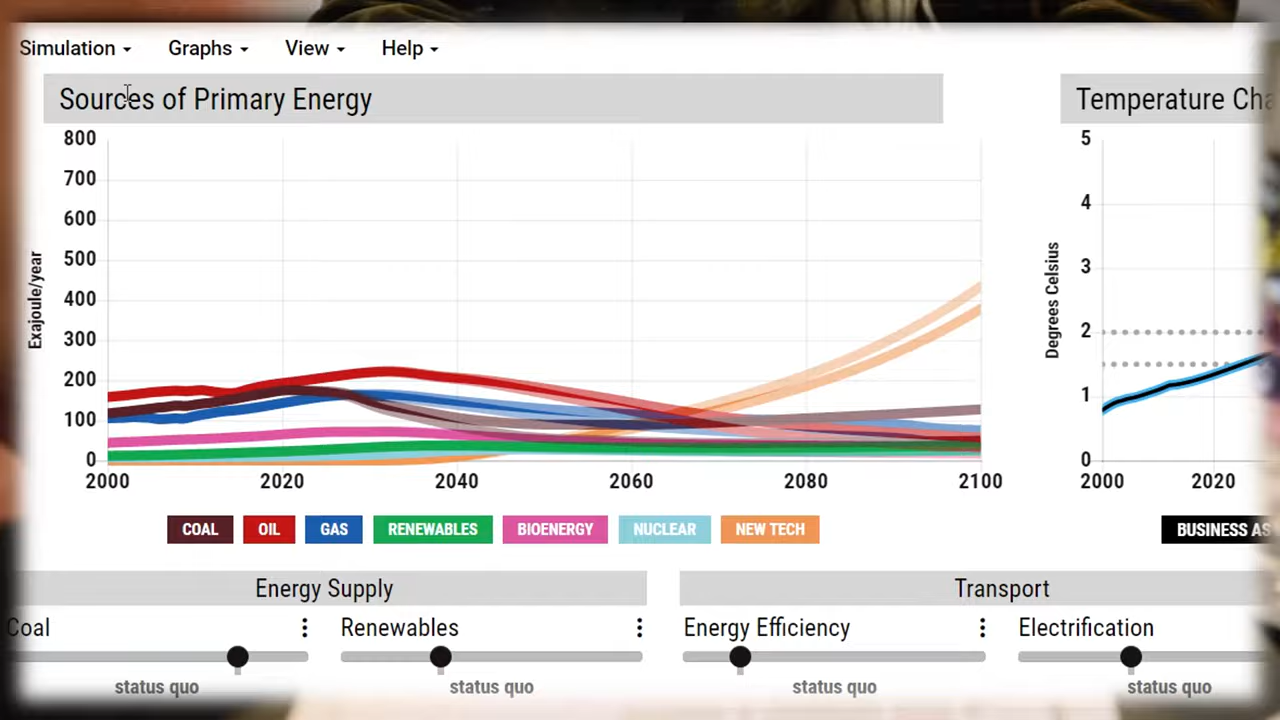 Simulation Graphs View Help
Sources of Primary Energy
800
700
600
500
400
300
200
100
0
Exajoule/year
2000 2020 2040 2060 2080 2100
COAL OIL GAS RENEWABLES BIOENERGY NUCLEAR NEW TECH
Temperature Cha
5
4
3
2
1
0
Degrees Celsius
2000 2020
BUSINESS AS
Energy Supply
Coal Renewables
status quo status quo
Transport
Energy Efficiency Electrification
status quo status quo